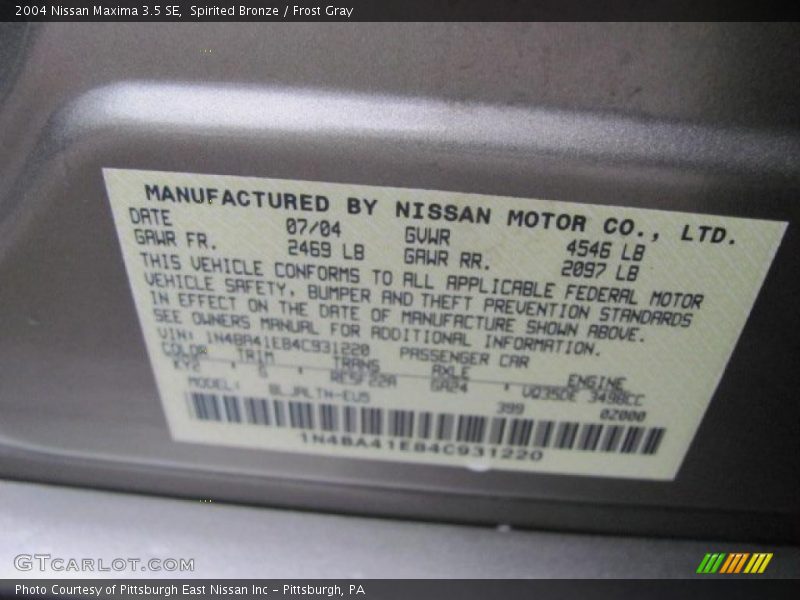 2004 Nissan Maxima 3.5 SE, Spirited Bronze / Frost Gray
MANUFACTURED BY NISSAN MOTOR CO., LTD.
DATE 07/04 GVWR 4546 LB
GAWR FR. 2469 LB GAWR RR. 2097 LB
THIS VEHICLE CONFORMS TO ALL APPLICABLE FEDERAL MOTOR
VEHICLE SAFETY, BUMPER AND THEFT PREVENTION STANDARDS
IN EFFECT ON THE DATE OF MANUFACTURE SHOWN ABOVE.
SEE OWNERS MANUAL FOR ADDITIONAL INFORMATION.
VIN: 1N4BA41E84C931220 PASSENGER CAR
COLOR TRIM TRANS AXLE ENGINE
KY2 RE5F22A GA24 VQ35DE 3498CC
MODEL: 399 02000
1N4BA41E84C931220
GTCARLOT.COM
Photo Courtesy of Pittsburgh East Nissan Inc - Pittsburgh, PA